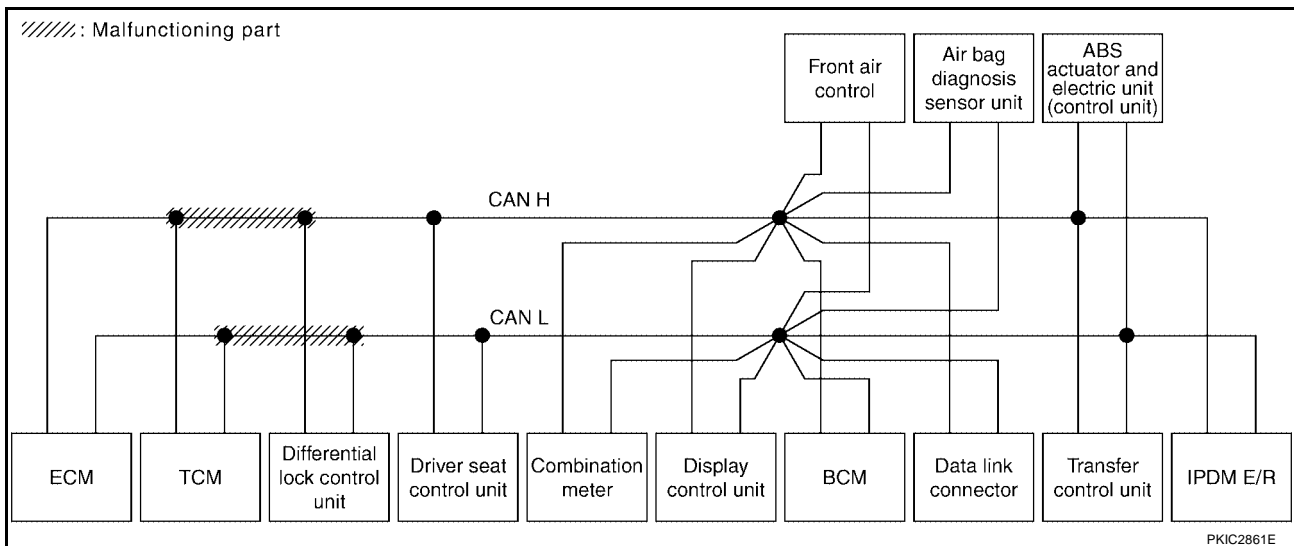 : Malfunctioning part
Front air
control
Air bag
diagnosis
sensor unit
ABS
actuator and
electric unit
(control unit)
CAN H
CAN L
ECM
TCM
Differential
lock control
unit
Driver seat
control unit
Combination
meter
Display
control unit
BCM
Data link
connector
Transfer
control unit
IPDM E/R
PKIC2861E